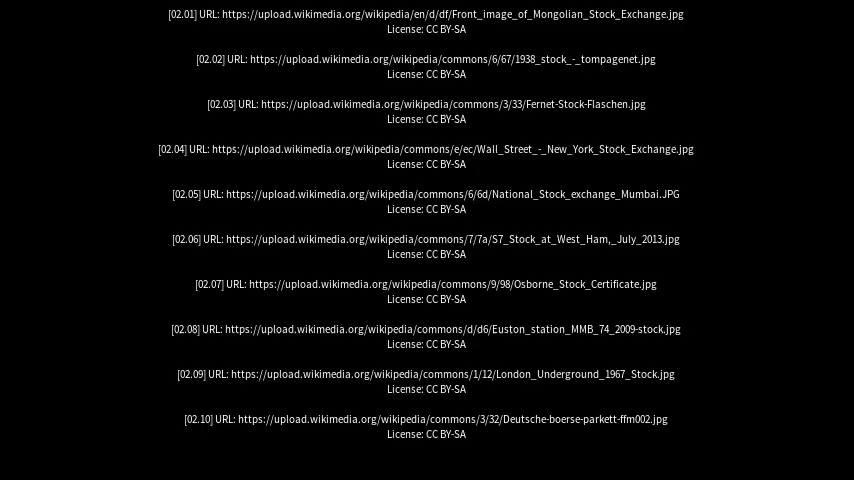 [02.01] URL: https://upload.wikimedia.org/wikipedia/en/d/df/Front_image_of_Mongolian_Stock_Exchange.jpg
License: CC BY-SA
[02.02] URL: https://upload.wikimedia.org/wikipedia/commons/6/67/1938_stock_-_tompagenet.jpg
License: CC BY-SA
[02.03] URL: https://upload.wikimedia.org/wikipedia/commons/3/33/Fernet-Stock-Flaschen.jpg
License: CC BY-SA
[02.04] URL: https://upload.wikimedia.org/wikipedia/commons/e/ec/Wall_Street_-_New_York_Stock_Exchange.jpg
License: CC BY-SA
[02.05] URL: https://upload.wikimedia.org/wikipedia/commons/6/6d/National_Stock_exchange_Mumbai.JPG
License: CC BY-SA
[02.06] URL: https://upload.wikimedia.org/wikipedia/commons/7/7a/S7_Stock_at_West_Ham,_July_2013.jpg
License: CC BY-SA
[02.07] URL: https://upload.wikimedia.org/wikipedia/commons/9/98/Osborne_Stock_Certificate.jpg
License: CC BY-SA
[02.08] URL: https://upload.wikimedia.org/wikipedia/commons/d/d6/Euston_station_MMB_74_2009-stock.jpg
License: CC BY-SA
[02.09] URL: https://upload.wikimedia.org/wikipedia/commons/1/12/London_Underground_1967_Stock.jpg
License: CC BY-SA
[02.10] URL: https://upload.wikimedia.org/wikipedia/commons/3/32/Deutsche-boerse-parkett-ffm002.jpg
License: CC BY-SA